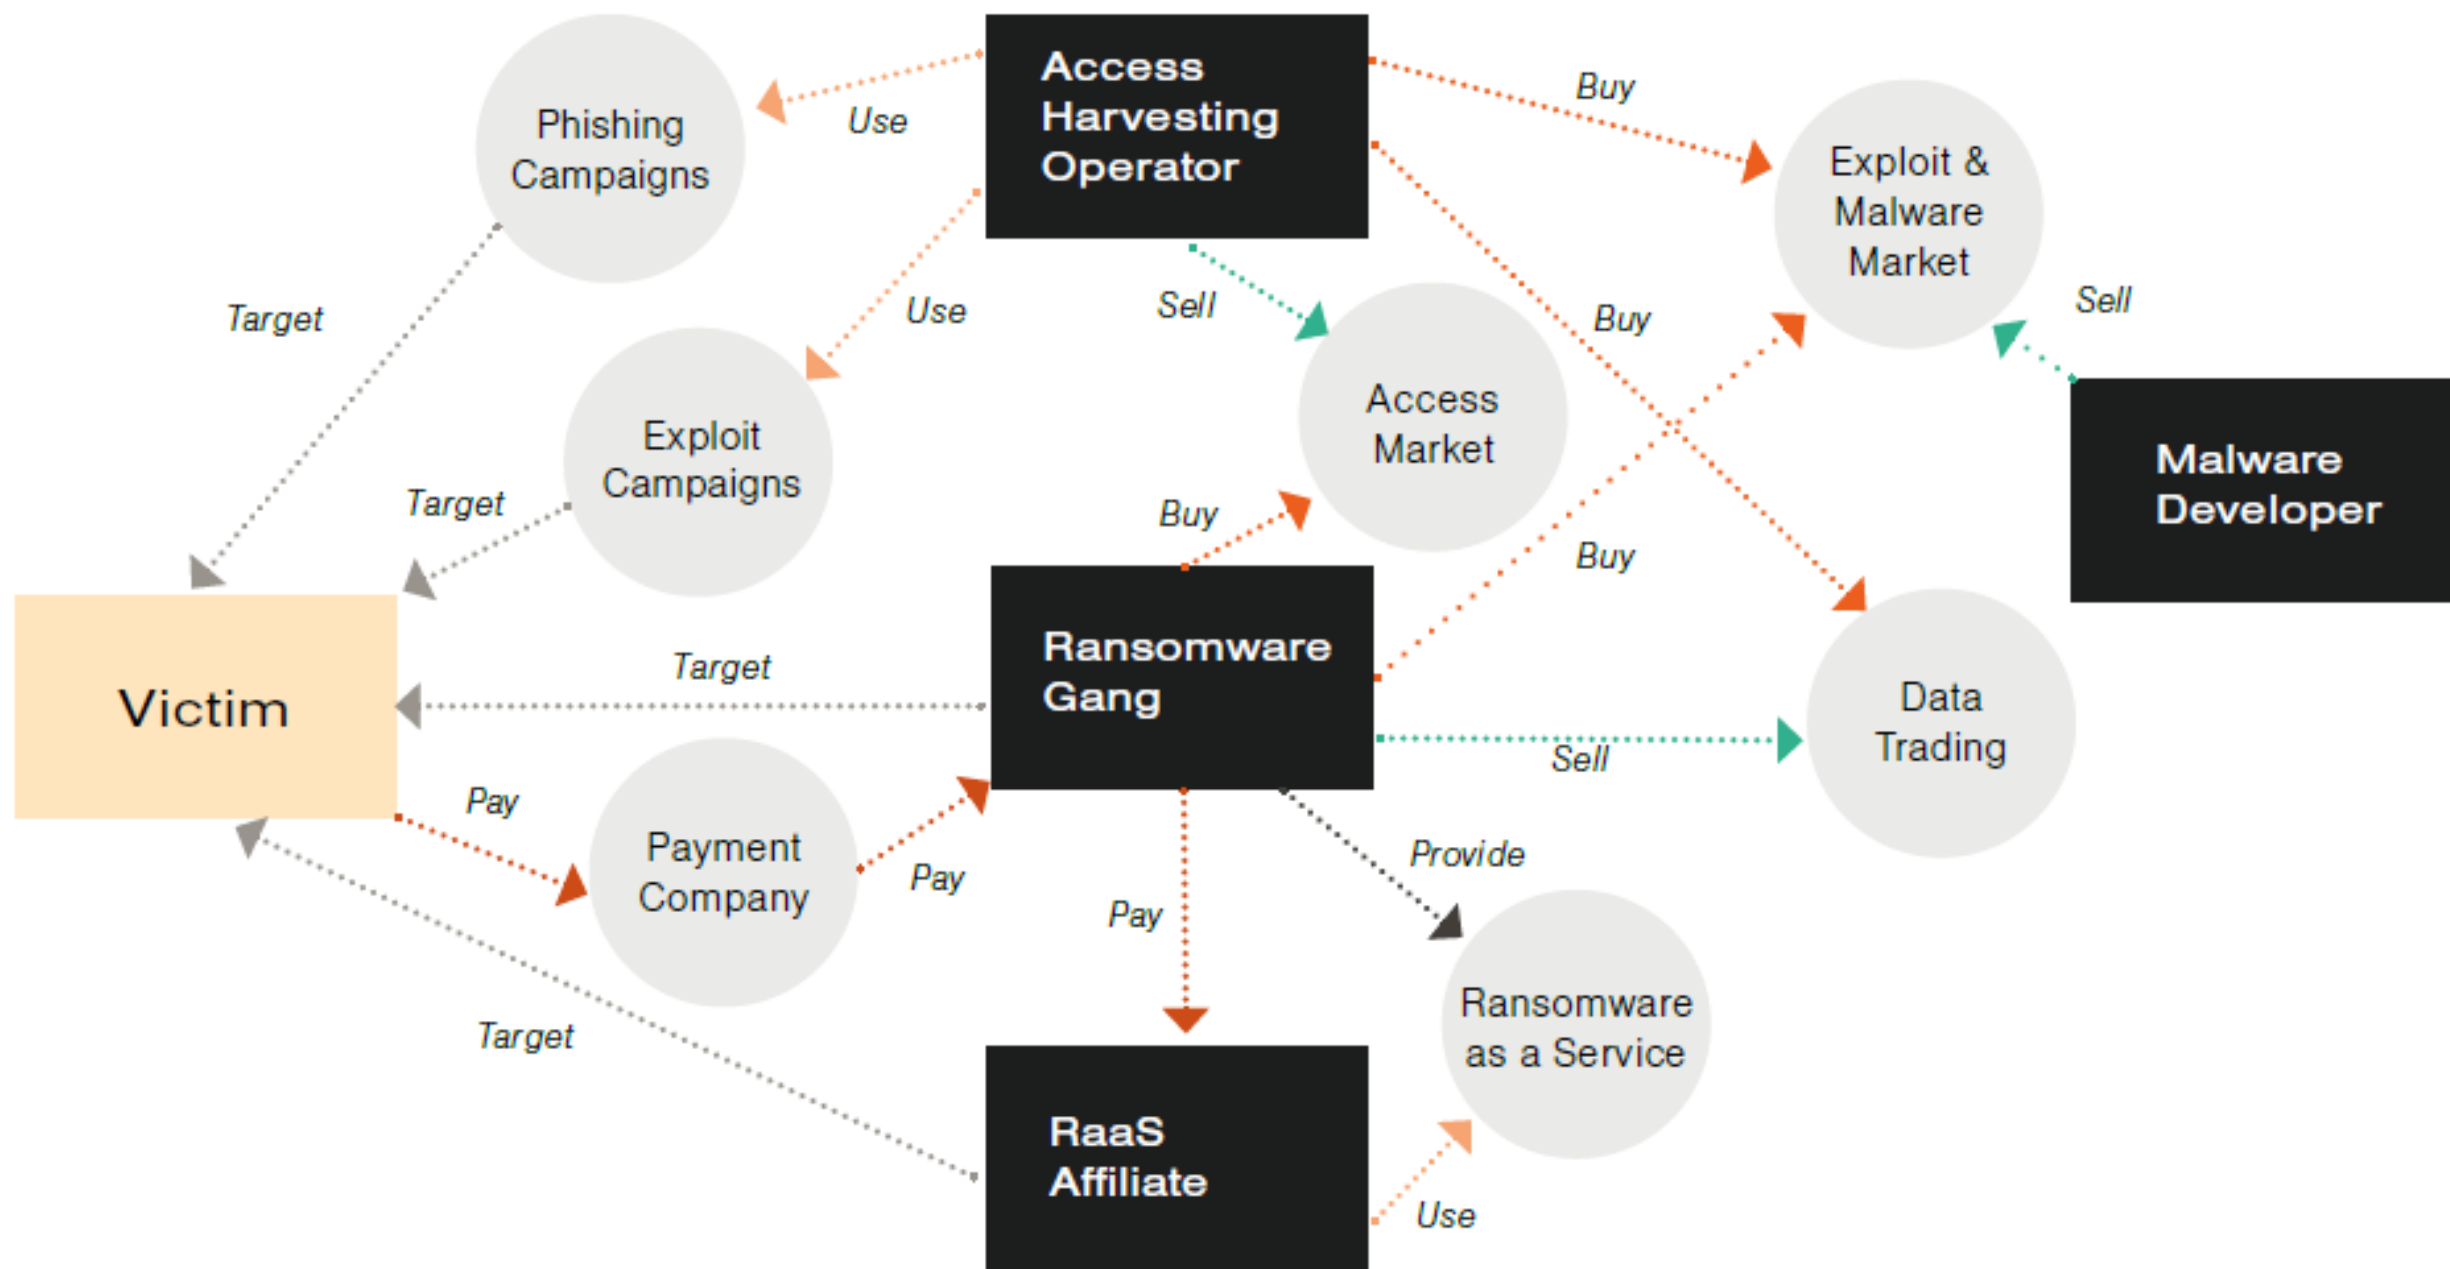 Access
Harvesting
Operator
Buy
Phishing
Campaigns
Use
Exploit &
Malware
Market
Target
Use
Sell
Buy
Sell
Access
Market
Exploit
Campaigns
Target
Buy
Buy
Malware
Developer
Victim
Target
Ransomware
Gang
Data
Trading
Sell
Pay
Payment
Company
Pay
Provide
Pay
Target
Ransomware
as a Service
RaaS
Affiliate
Use